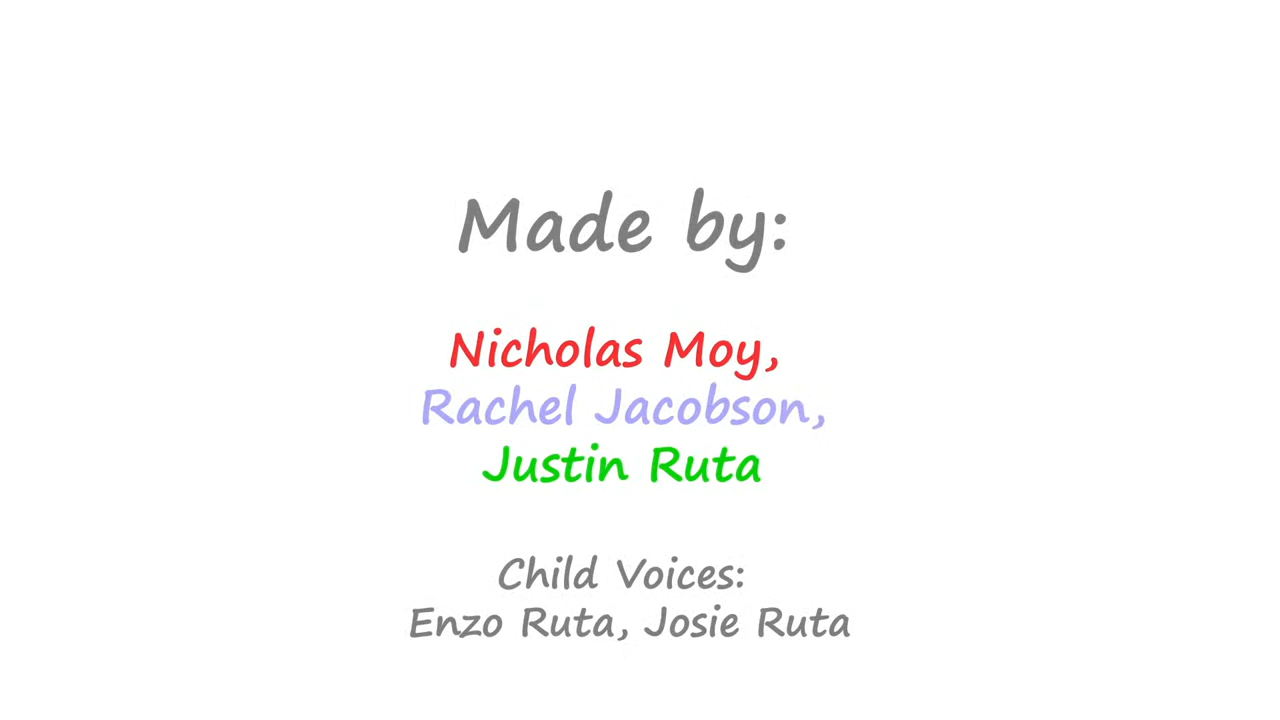 Made by:
Nicholas Moy,
Rachel Jacobson,
Justin Ruta
Child Voices:
Enzo Ruta, Josie Ruta